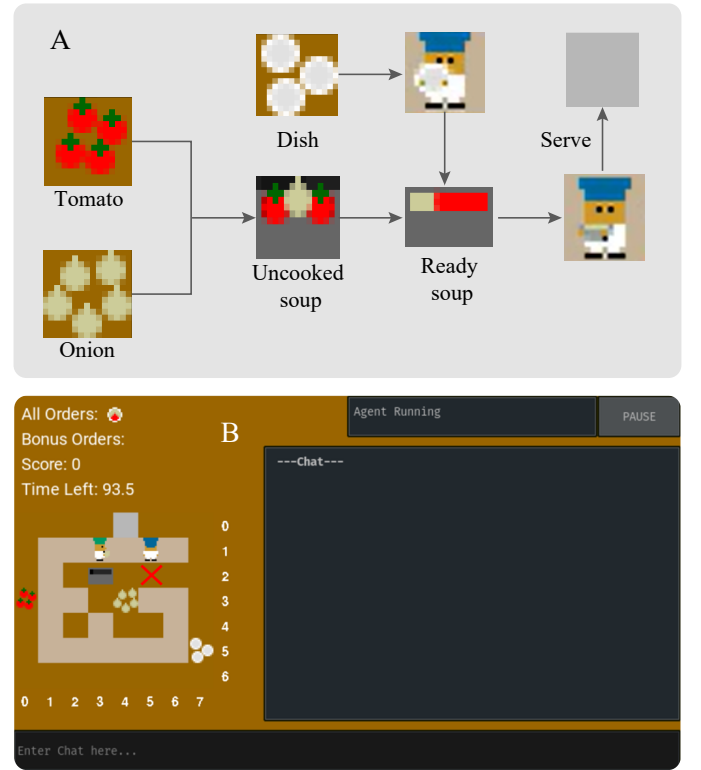 A
Tomato
Onion
Dish
Uncooked
soup
Ready
soup
Serve
B
All Orders:
Bonus Orders:
Score: 0
Time Left: 93.5
Agent Running
PAUSE
---Chat---
0
1
2
3
4
5
6
0 1 2 3 4 5 6 7
Enter Chat here...